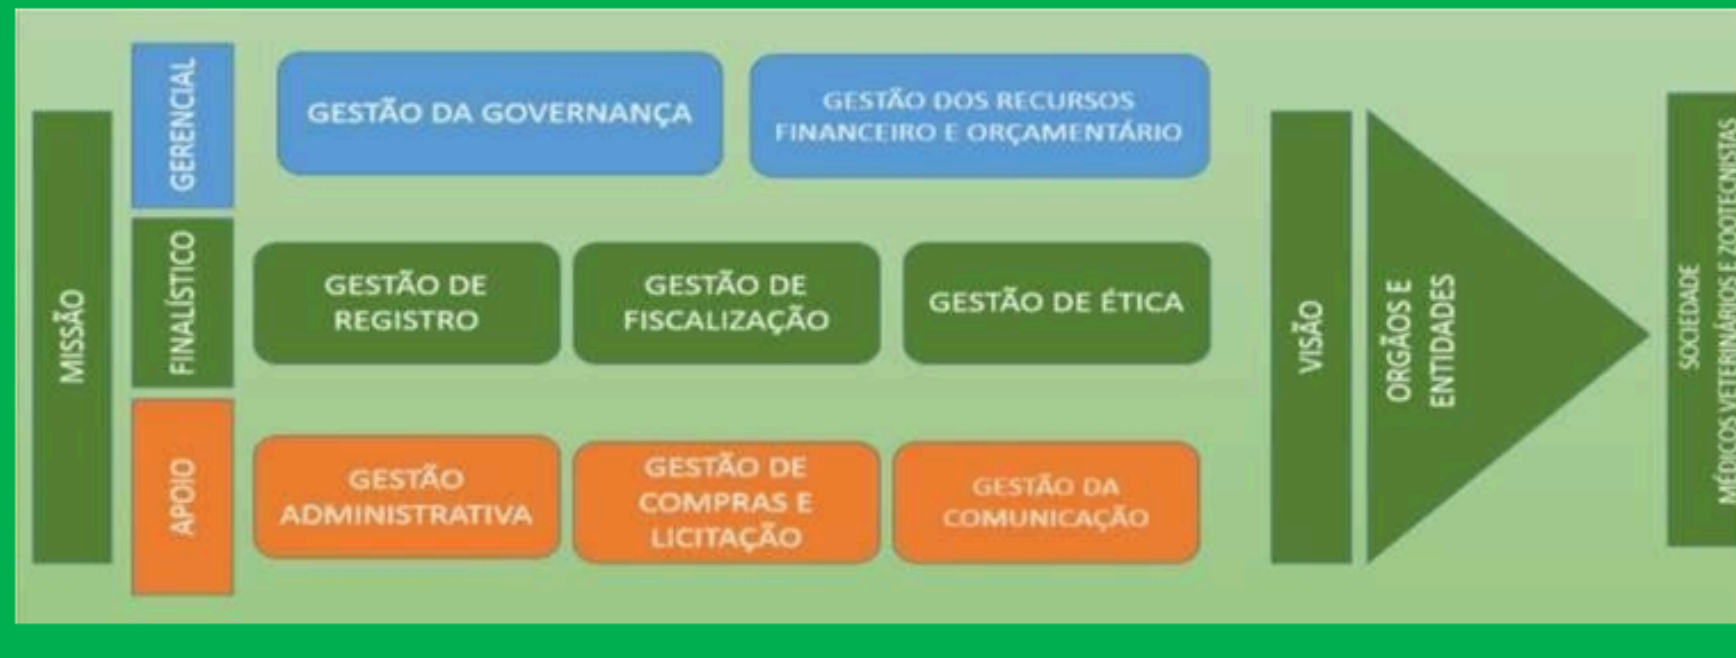 MISSÃO
GERENCIAL
GESTÃO DA GOVERNANÇA
GESTÃO DOS RECURSOS
FINANCEIRO E ORÇAMENTÁRIO
FINALÍSTICO
GESTÃO DE
REGISTRO
GESTÃO DE
FISCALIZAÇÃO
GESTÃO DE ÉTICA
APOIO
GESTÃO
ADMINISTRATIVA
GESTÃO DE
COMPRAS E
LICITAÇÃO
GESTÃO DA
COMUNICAÇÃO
VISÃO
ORGÃOS E
ENTIDADES
SOCIEDADE
MÉDICOS VETERINÁRIOS E ZOOTECNISTAS